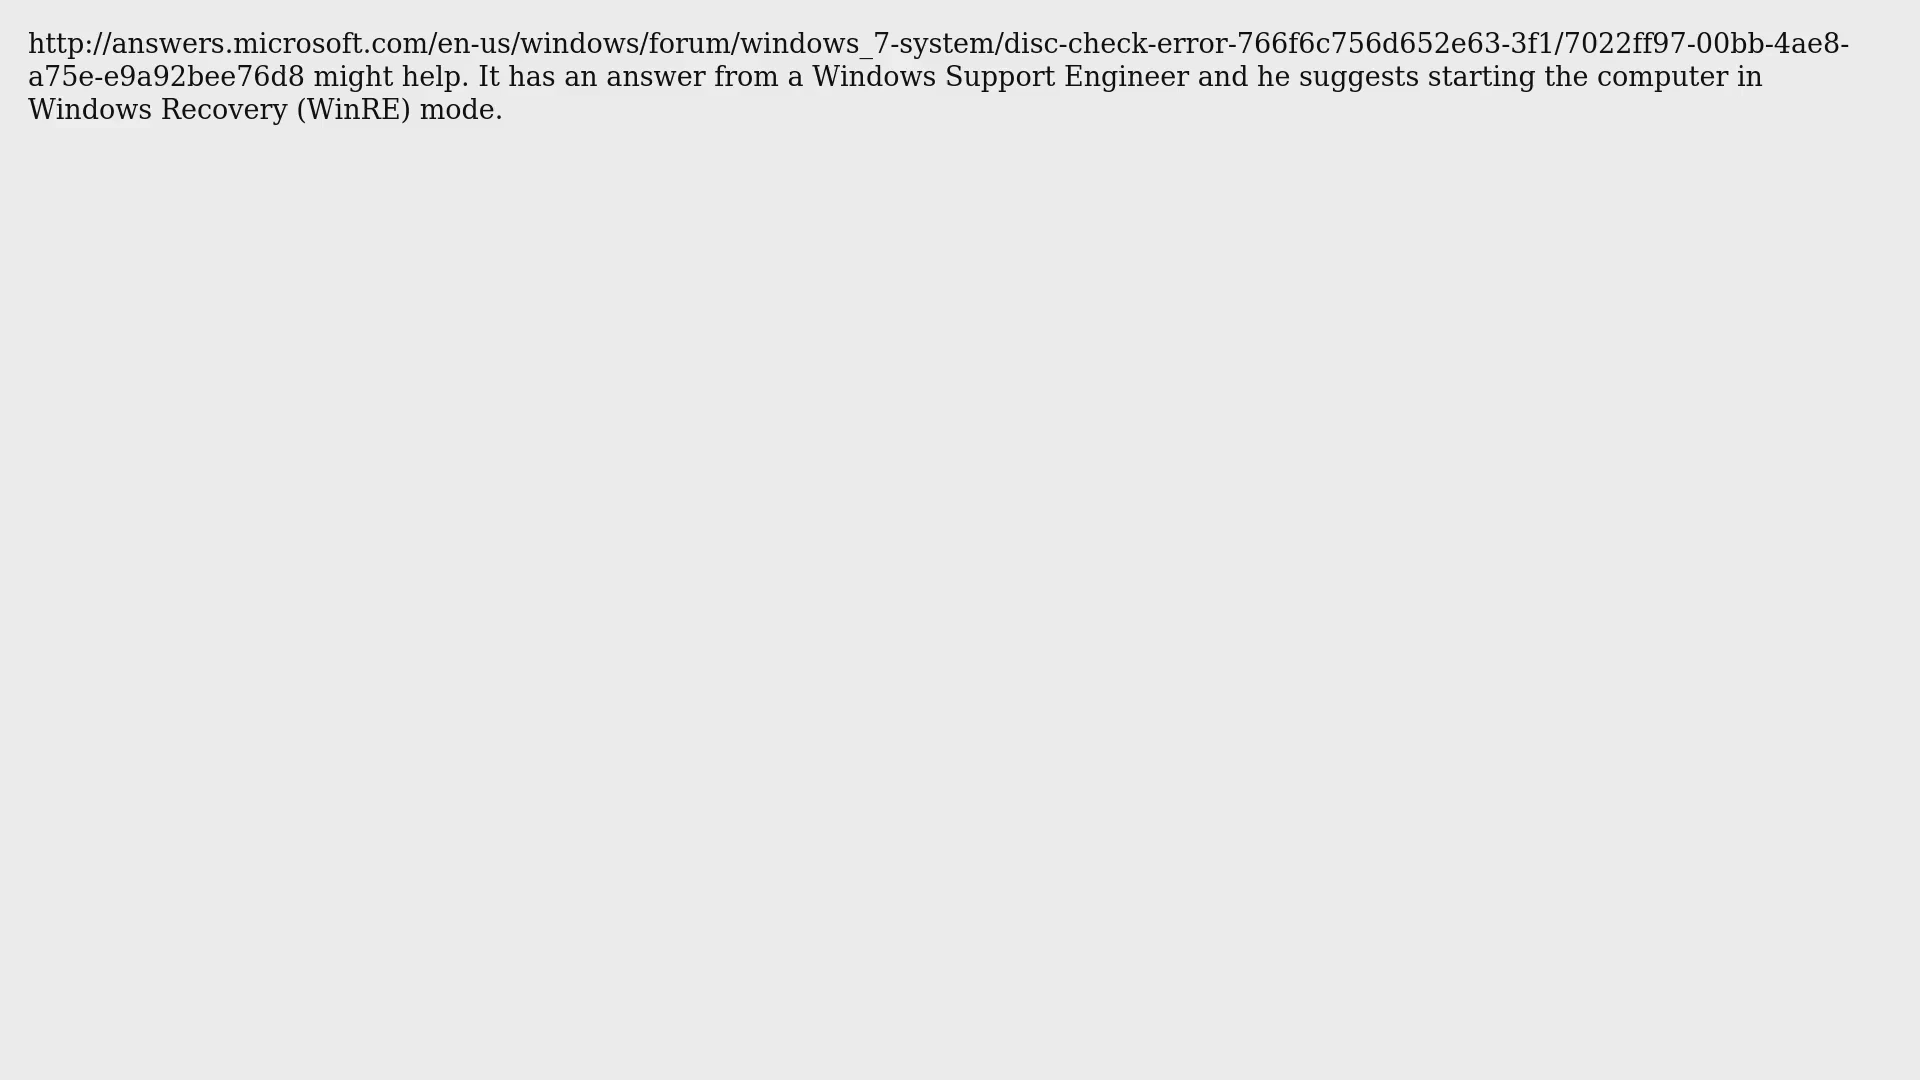 http://answers.microsoft.com/en-us/windows/forum/windows_7-system/disc-check-error-766f6c756d652e63-3f1/7022ff97-00bb-4ae8-
a75e-e9a92bee76d8 might help. It has an answer from a Windows Support Engineer and he suggests starting the computer in
Windows Recovery (WinRE) mode.